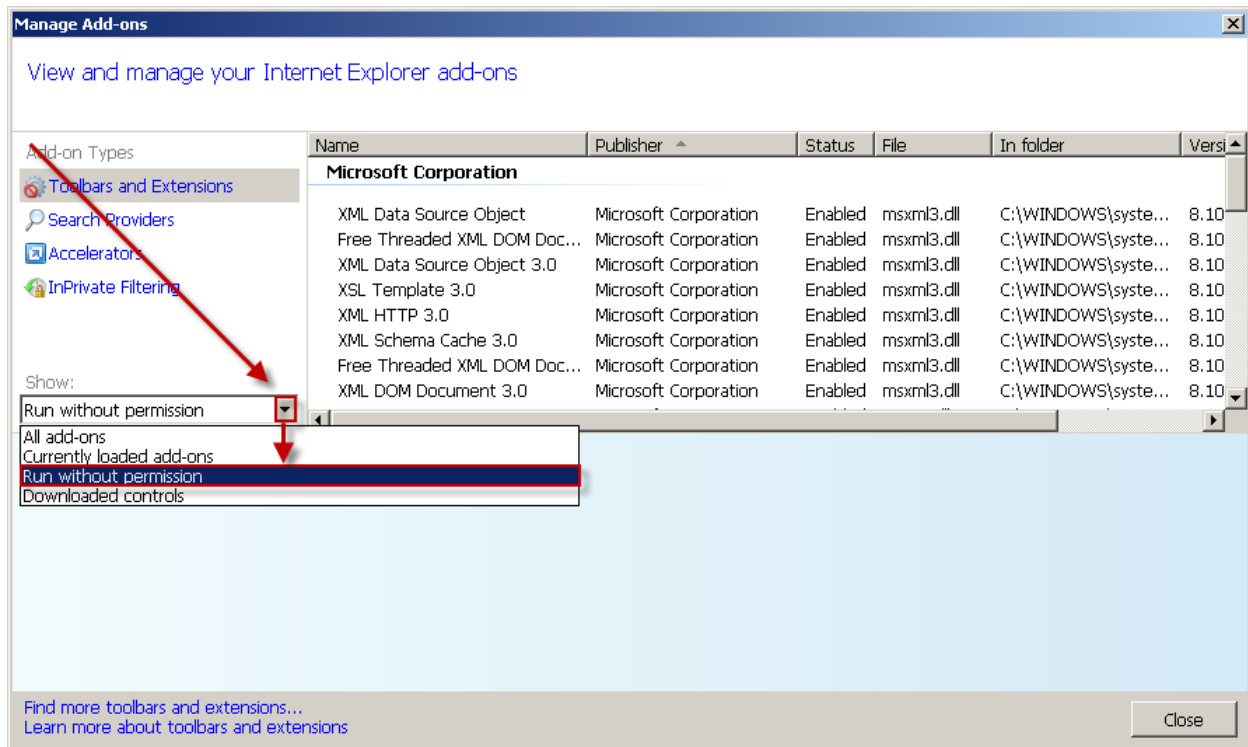 Manage Add-ons
View and manage your Internet Explorer add-ons
Add-on Types
Toolbars and Extensions
Search Providers
Accelerators
InPrivate Filtering
Show:
Run without permission
All add-ons
Currently loaded add-ons
Run without permission
Downloaded controls
Name Publisher Status File In folder Versi
Microsoft Corporation
XML Data Source Object Microsoft Corporation Enabled msxml3.dll C:\WINDOWS\syste... 8.10
Free Threaded XML DOM Doc... Microsoft Corporation Enabled msxml3.dll C:\WINDOWS\syste... 8.10
XML Data Source Object 3.0 Microsoft Corporation Enabled msxml3.dll C:\WINDOWS\syste... 8.10
XSL Template 3.0 Microsoft Corporation Enabled msxml3.dll C:\WINDOWS\syste... 8.10
XML HTTP 3.0 Microsoft Corporation Enabled msxml3.dll C:\WINDOWS\syste... 8.10
XML Schema Cache 3.0 Microsoft Corporation Enabled msxml3.dll C:\WINDOWS\syste... 8.10
Free Threaded XML DOM Doc... Microsoft Corporation Enabled msxml3.dll C:\WINDOWS\syste... 8.10
XML DOM Document 3.0 Microsoft Corporation Enabled msxml3.dll C:\WINDOWS\syste... 8.10
Find more toolbars and extensions...
Learn more about toolbars and extensions
Close